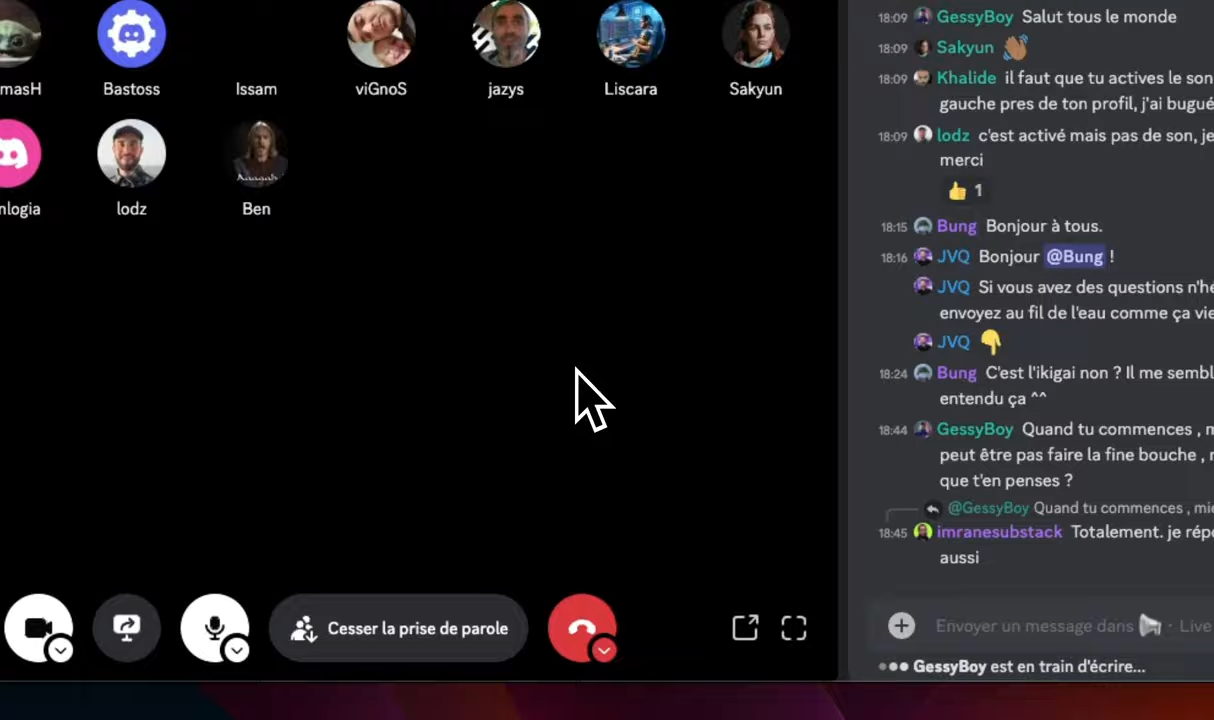 masH
Bastoss
Issam
viGnoS
jazys
Liscara
Sakyun
nlogia
lodz
Ben
Cesser la prise de parole
18:09 GessyBoy Salut tous le monde
18:09 Sakyun
18:09 Khalide il faut que tu actives le son
gauche pres de ton profil, j'ai bugué
18:09 lodz c'est activé mais pas de son, je
merci
👍 1
18:15 Bung Bonjour à tous.
18:16 JVQ Bonjour @Bung !
JVQ Si vous avez des questions n'hé
envoyez au fil de l'eau comme ça vie
JVQ
18:24 Bung C'est l'ikigai non ? Il me sembl
entendu ça ^^
18:44 GessyBoy Quand tu commences , m
peut être pas faire la fine bouche , m
que t'en penses ?
@GessyBoy Quand tu commences , mie
18:45 imranesubstack Totalement. je répo
aussi
Envoyer un message dans · Live
GessyBoy est en train d'écrire...